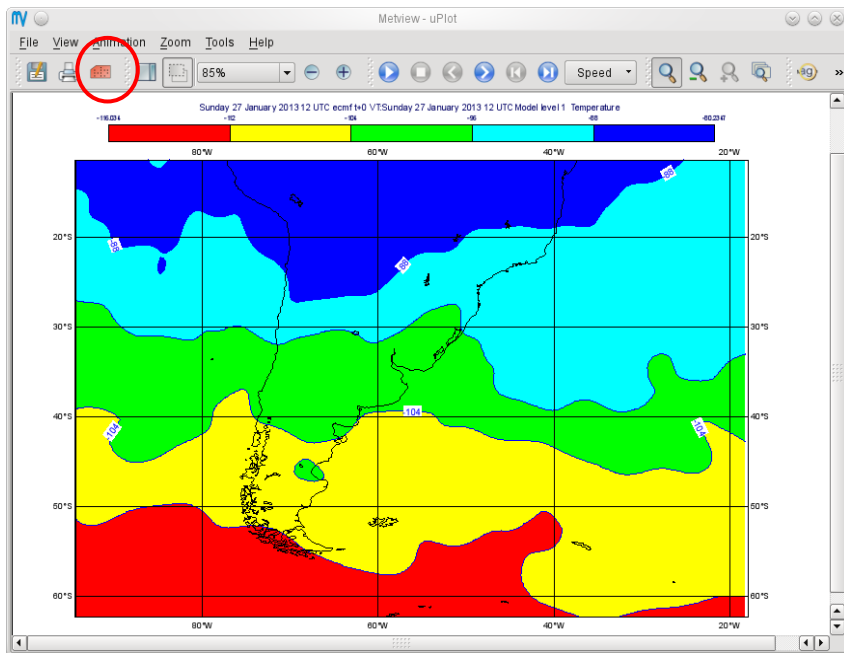 Metview - uPlot
File View Animation Zoom Tools Help
85% Speed »
Sunday 27 January 2013 12 UTC ecmf t+0 VT:Sunday 27 January 2013 12 UTC Model level 1 Temperature
-116.034 -112 -104 -96 -88 -80.2347
80°W 60°W 40°W 20°W
-88
20°S 20°S
-88
-88
30°S 30°S
-104
40°S 40°S
-104
-104
50°S 50°S
60°S 60°S
80°W 60°W 40°W 20°W